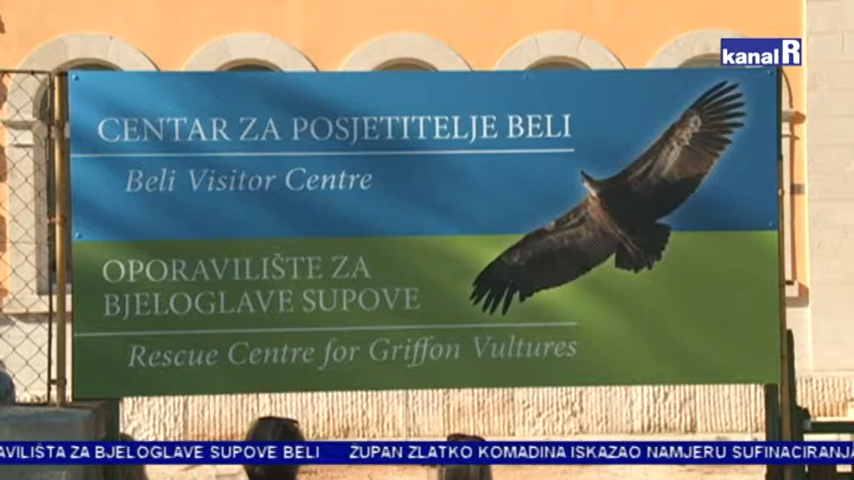 kanal R
CENTAR ZA POSJETITELJE BELI
Beli Visitor Centre
OPORAVILIŠTE ZA
BJELOGLAVE SUPOVE
Rescue Centre for Griffon Vultures
AVILIŠTA ZA BJELOGLAVE SUPOVE BELI ŽUPAN ZLATKO KOMADINA ISKAZAO NAMJERU SUFINACIRANJA